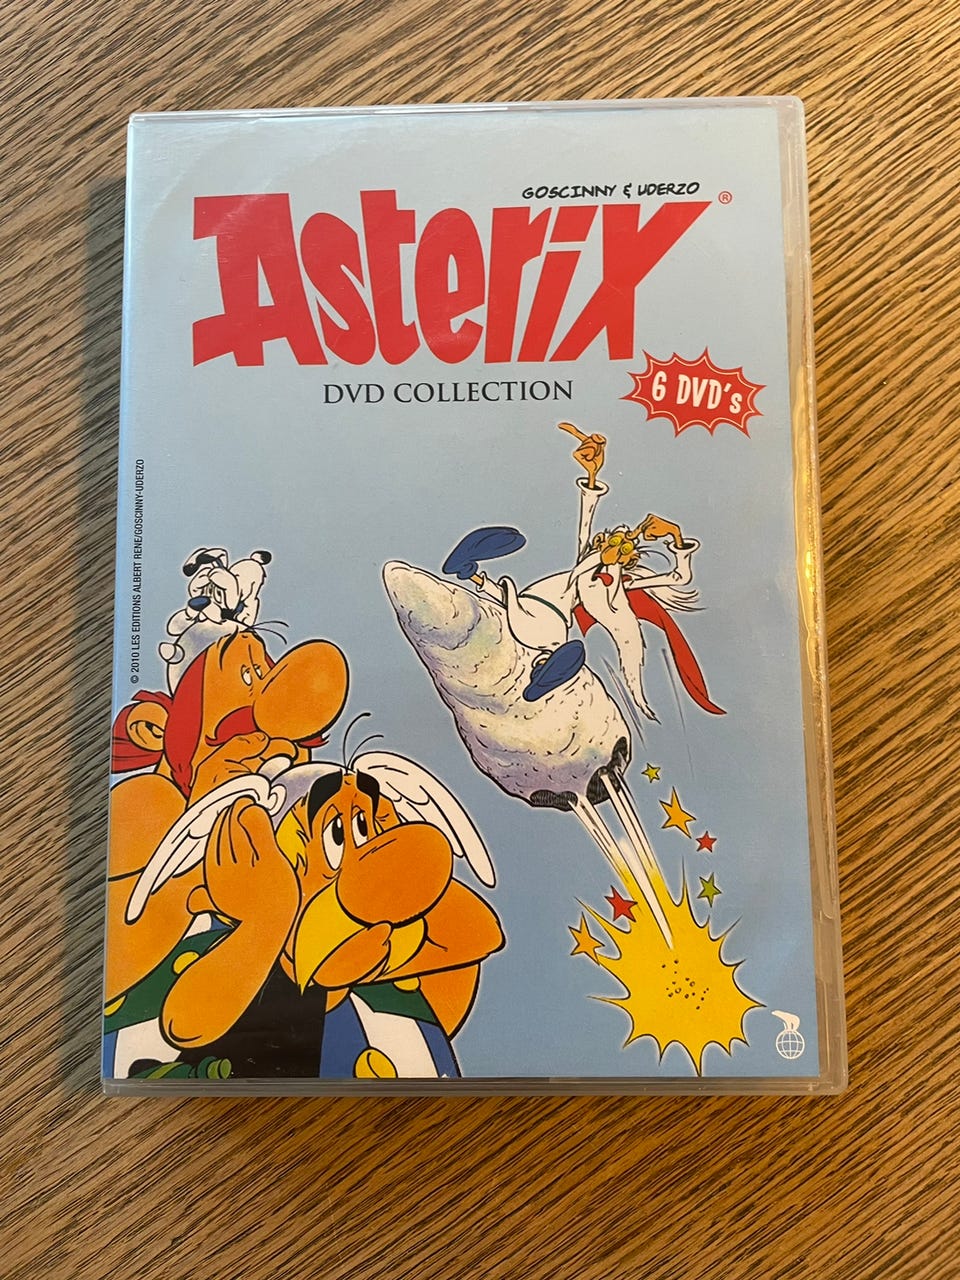 GOSCINNY & UDERZO
Asterix®
DVD COLLECTION
6 DVD's
© 2010 LES EDITIONS ALBERT RENE/GOSCINNY-UDERZO